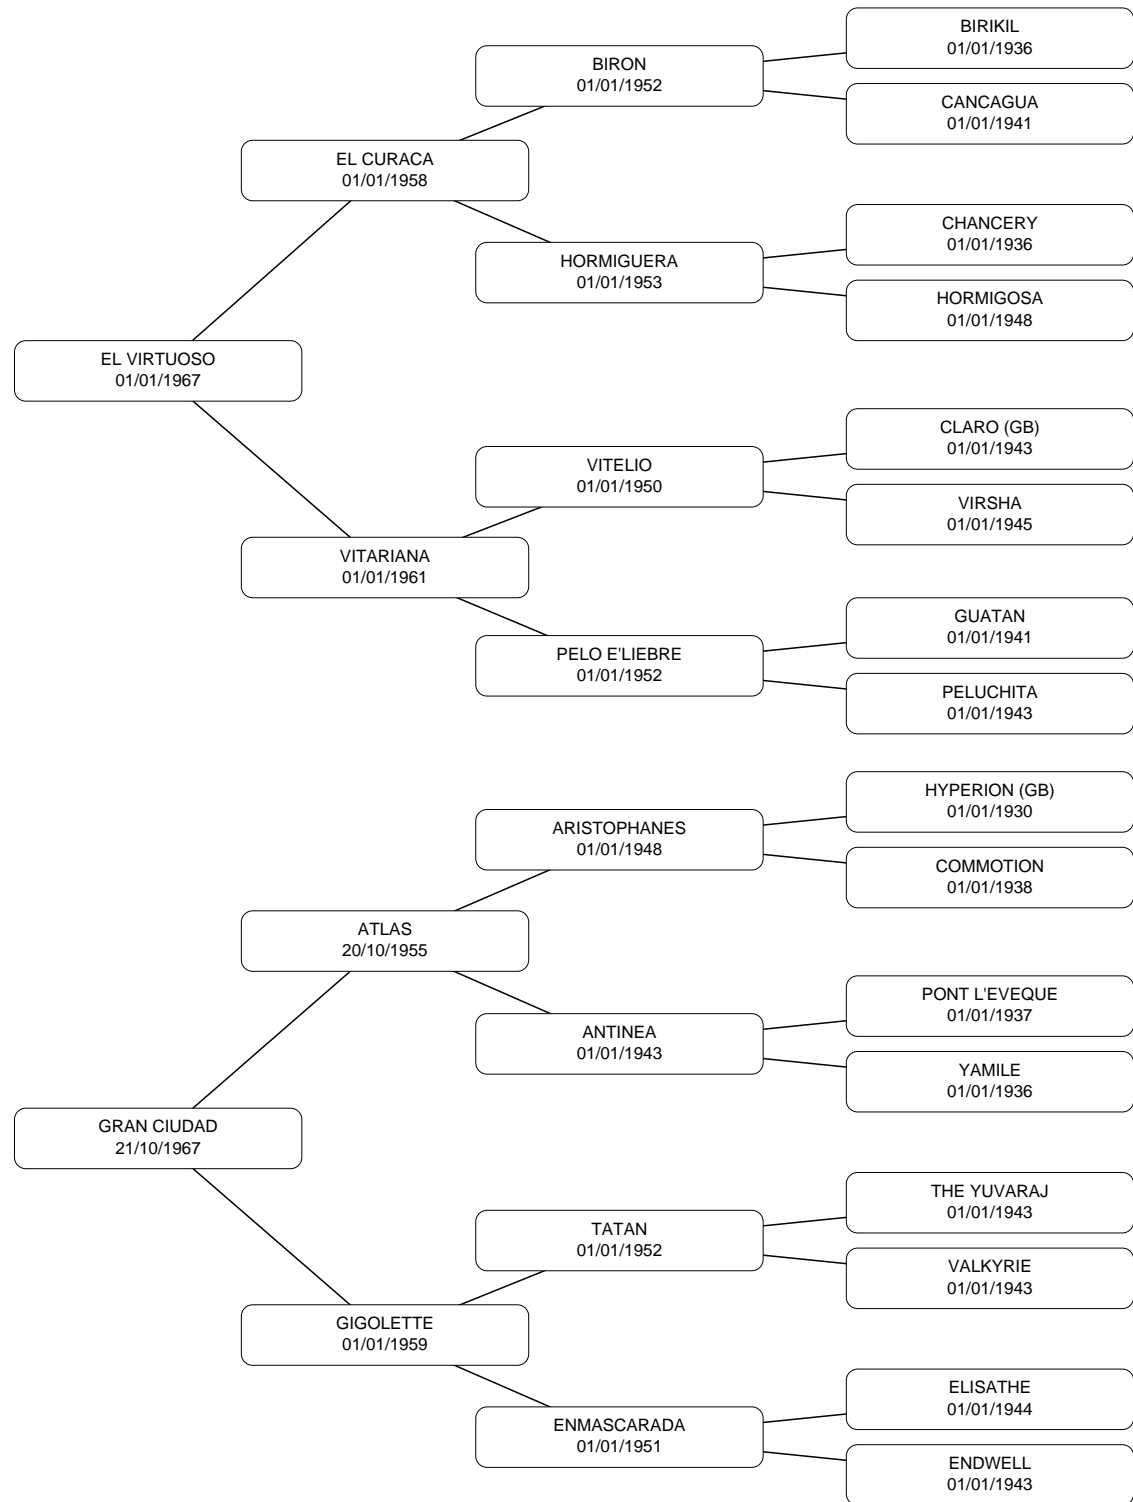 BIRIKIL
01/01/1936
BIRON
01/01/1952
CANCAGUA
01/01/1941
EL CURACA
01/01/1958
CHANCERY
01/01/1936
HORMIGUERA
01/01/1953
HORMIGOSA
01/01/1948
EL VIRTUOSO
01/01/1967
CLARO (GB)
01/01/1943
VITELIO
01/01/1950
VIRSHA
01/01/1945
VITARIANA
01/01/1961
GUATAN
01/01/1941
PELO E'LIEBRE
01/01/1952
PELUCHITA
01/01/1943
HYPERION (GB)
01/01/1930
ARISTOPHANES
01/01/1948
COMMOTION
01/01/1938
ATLAS
20/10/1955
PONT L'EVEQUE
01/01/1937
ANTINEA
01/01/1943
YAMILE
01/01/1936
GRAN CIUDAD
21/10/1967
THE YUVARAJ
01/01/1943
TATAN
01/01/1952
VALKYRIE
01/01/1943
GIGOLETTE
01/01/1959
ELISATHE
01/01/1944
ENMASCARADA
01/01/1951
ENDWELL
01/01/1943